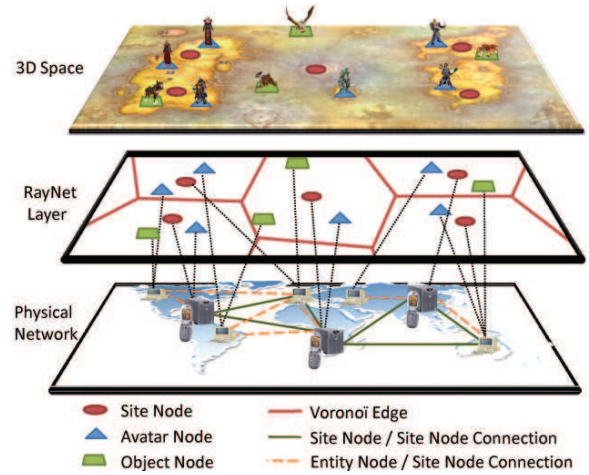 3D Space
RayNet
Layer
Physical
Network
Site Node
Voronoï Edge
Avatar Node
Site Node / Site Node Connection
Object Node
Entity Node / Site Node Connection